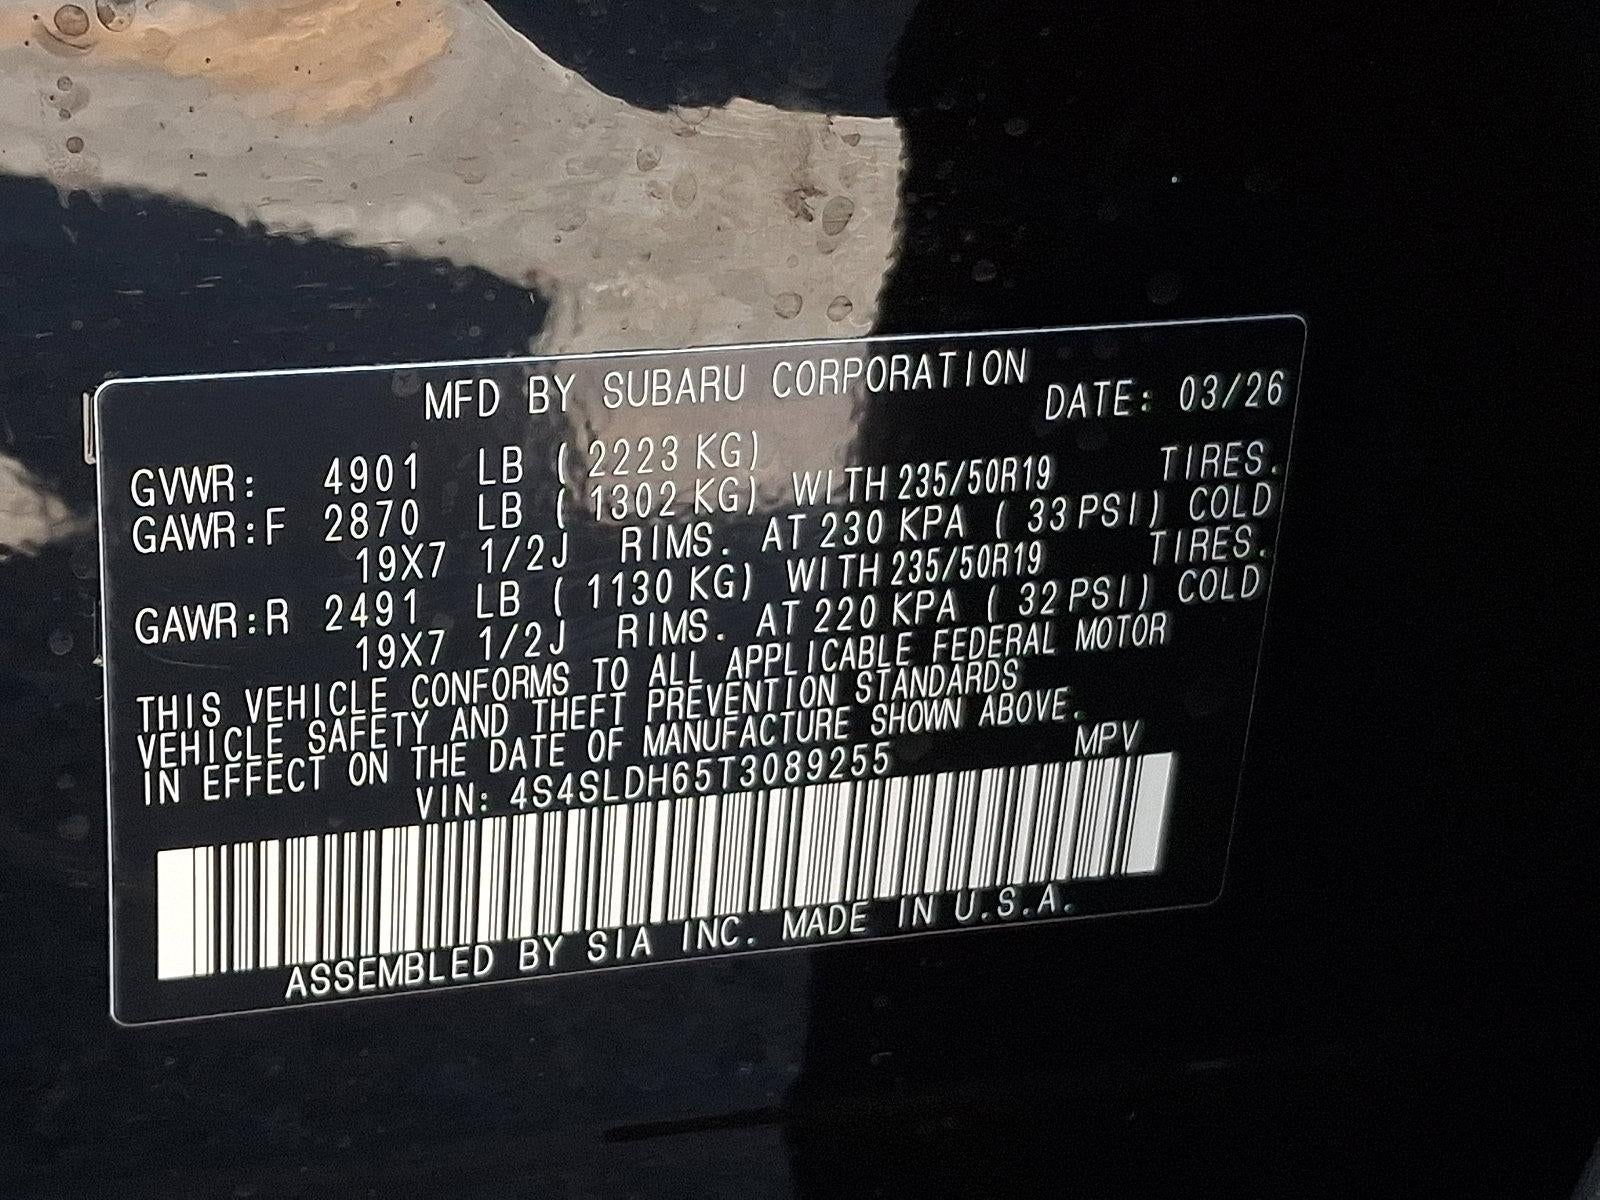 MFD BY SUBARU CORPORATION DATE: 03/26
GVWR: 4901 LB ( 2223 KG)
GAWR:F 2870 LB ( 1302 KG) WITH 235/50R19 TIRES.
19X7 1/2J RIMS. AT 230 KPA ( 33 PSI) COLD
GAWR:R 2491 LB ( 1130 KG) WITH 235/50R19 TIRES.
19X7 1/2J RIMS. AT 220 KPA ( 32 PSI) COLD
THIS VEHICLE CONFORMS TO ALL APPLICABLE FEDERAL MOTOR
VEHICLE SAFETY AND THEFT PREVENTION STANDARDS
IN EFFECT ON THE DATE OF MANUFACTURE SHOWN ABOVE.
VIN: 4S4SLDH65T3089255 MPV
ASSEMBLED BY SIA INC. MADE IN U.S.A.